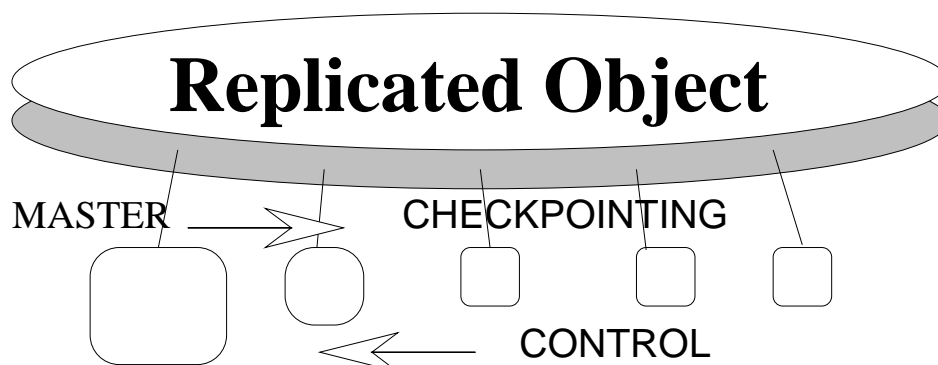 Replicated Object
MASTER
CHECKPOINTING
CONTROL